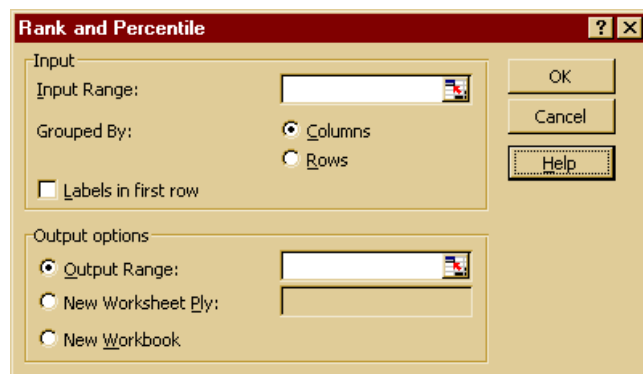 Rank and Percentile
Input
Input Range:
OK
Grouped By:
Columns
Cancel
Rows
Help
Labels in first row
Output options
Output Range:
New Worksheet Ply:
New Workbook